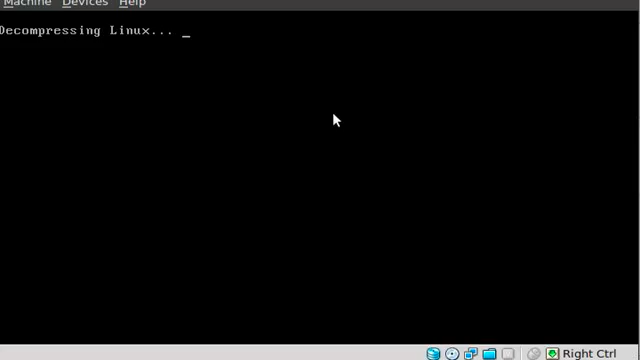 Machine Devices Help
Decompressing Linux... _
Right Ctrl